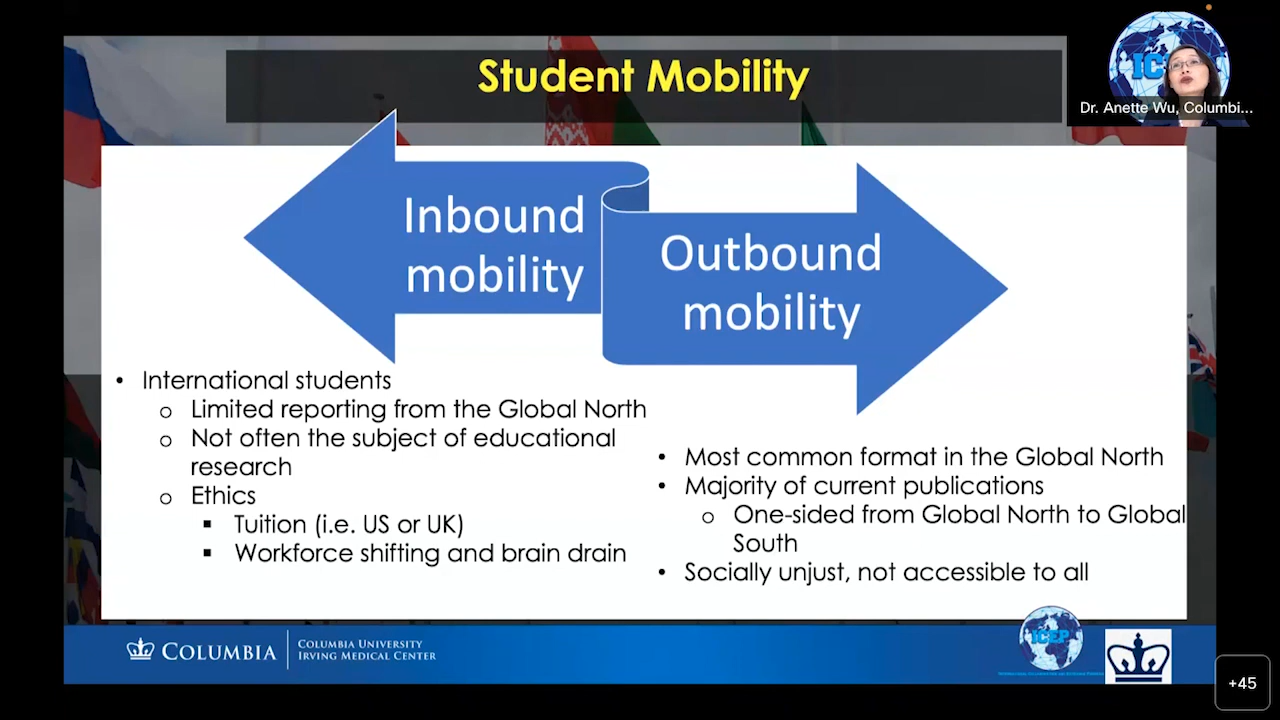 Student Mobility
IC
Dr. Anette Wu, Columbi...
Inbound
mobility
Outbound
mobility
• International students
o Limited reporting from the Global North
o Not often the subject of educational
research
o Ethics
▪ Tuition (i.e. US or UK)
▪ Workforce shifting and brain drain
• Most common format in the Global North
• Majority of current publications
o One-sided from Global North to Global
South
• Socially unjust, not accessible to all
COLUMBIA
COLUMBIA UNIVERSITY
IRVING MEDICAL CENTER
ICEP
+45